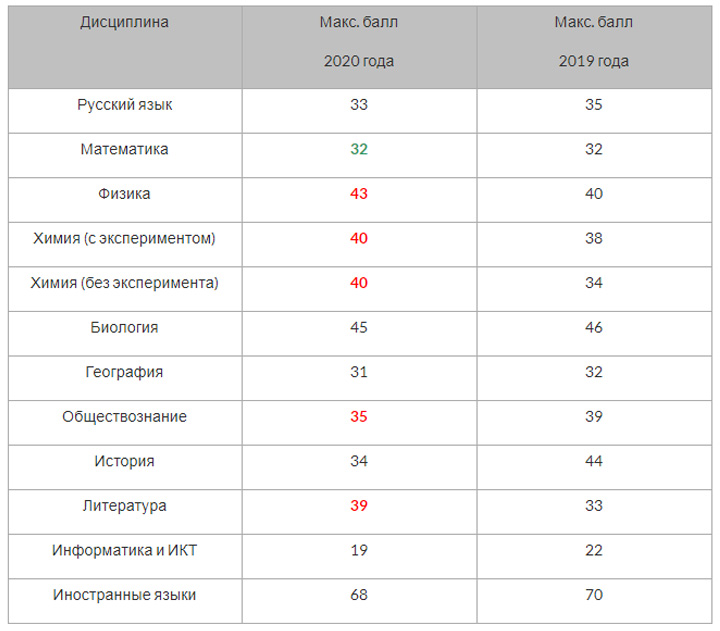 Дисциплина Макс. балл Макс. балл
2020 года 2019 года
Русский язык 33 35
Математика 32 32
Физика 43 40
Химия (с экспериментом) 40 38
Химия (без эксперимента) 40 34
Биология 45 46
География 31 32
Обществознание 35 39
История 34 44
Литература 39 33
Информатика и ИКТ 19 22
Иностранные языки 68 70